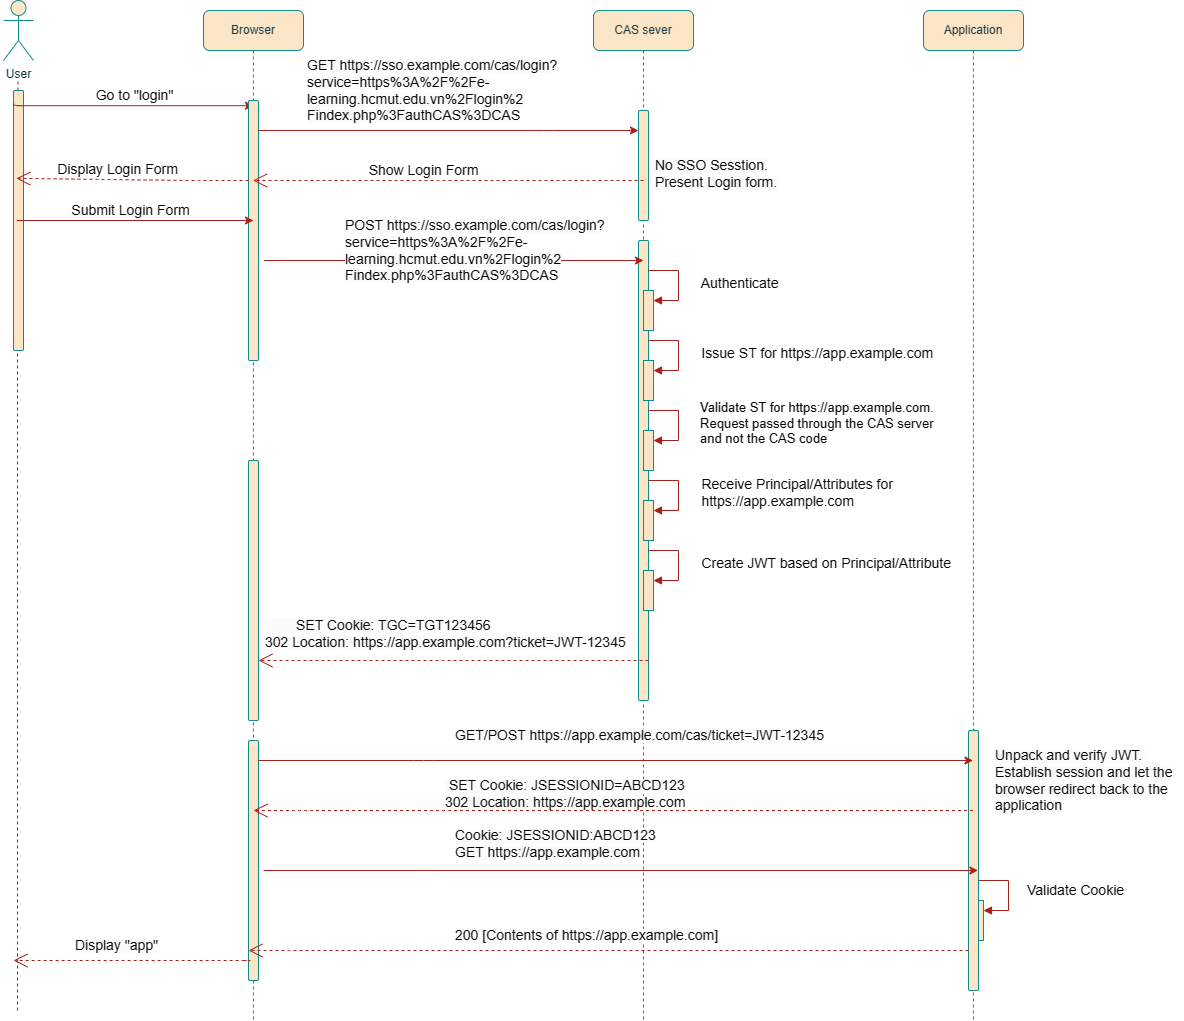 Browser
CAS sever
Application
User
GET https://sso.example.com/cas/login?
service=https%3A%2F%2Fe-
learning.hcmut.edu.vn%2Flogin%2
Findex.php%3FauthCAS%3DCAS
Go to "login"
No SSO Sesstion.
Present Login form.
Show Login Form
Display Login Form
Submit Login Form
POST https://sso.example.com/cas/login?
service=https%3A%2F%2Fe-
learning.hcmut.edu.vn%2Flogin%2
Findex.php%3FauthCAS%3DCAS
Authenticate
Issue ST for https://app.example.com
Validate ST for https://app.example.com.
Request passed through the CAS server
and not the CAS code
Receive Principal/Attributes for
https://app.example.com
Create JWT based on Principal/Attribute
SET Cookie: TGC=TGT123456
302 Location: https://app.example.com?ticket=JWT-12345
GET/POST https://app.example.com/cas/ticket=JWT-12345
Unpack and verify JWT.
Establish session and let the
browser redirect back to the
application
SET Cookie: JSESSIONID=ABCD123
302 Location: https://app.example.com
Cookie: JSESSIONID:ABCD123
GET https://app.example.com
Validate Cookie
200 [Contents of https://app.example.com]
Display "app"